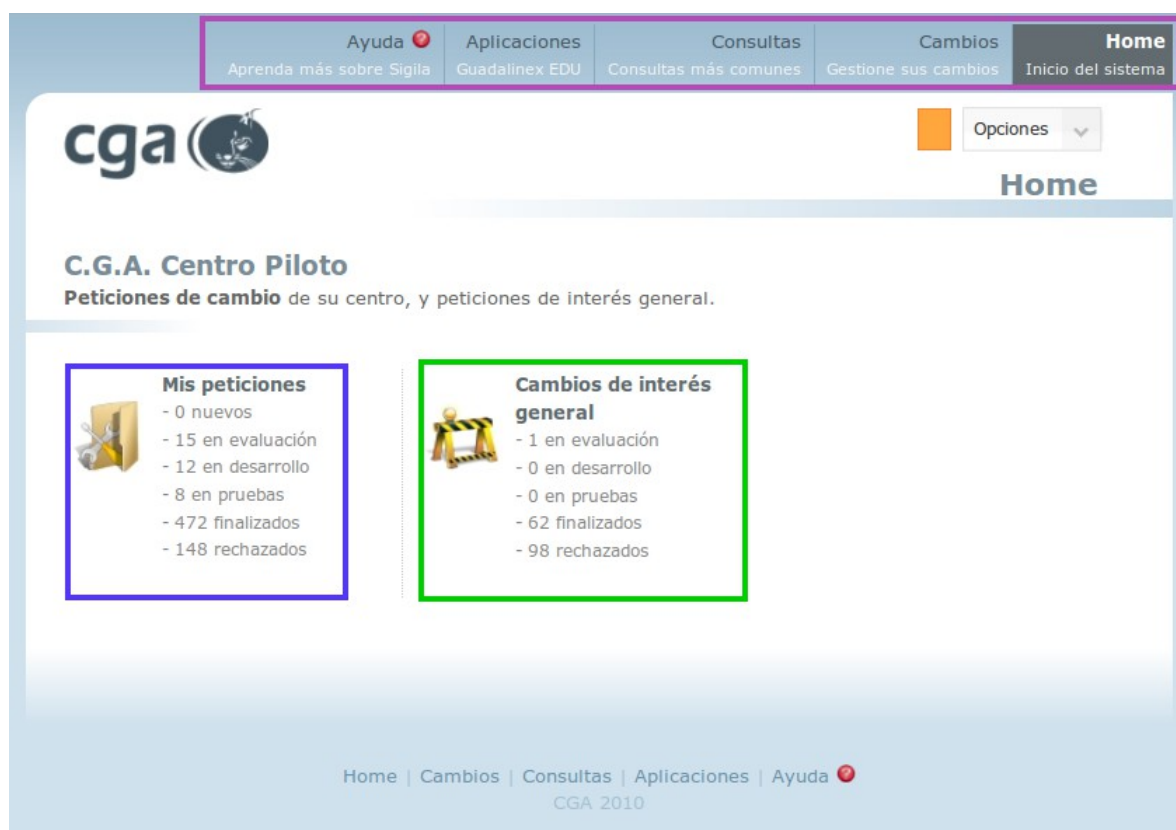 Ayuda Aplicaciones Consultas Cambios Home
Aprenda más sobre Sigila Guadalinex EDU Consultas más comunes Gestione sus cambios Inicio del sistema
cga
Opciones
Home
C.G.A. Centro Piloto
Peticiones de cambio de su centro, y peticiones de interés general.
Mis peticiones
- 0 nuevos
- 15 en evaluación
- 12 en desarrollo
- 8 en pruebas
- 472 finalizados
- 148 rechazados
Cambios de interés
general
- 1 en evaluación
- 0 en desarrollo
- 0 en pruebas
- 62 finalizados
- 98 rechazados
Home | Cambios | Consultas | Aplicaciones | Ayuda
CGA 2010